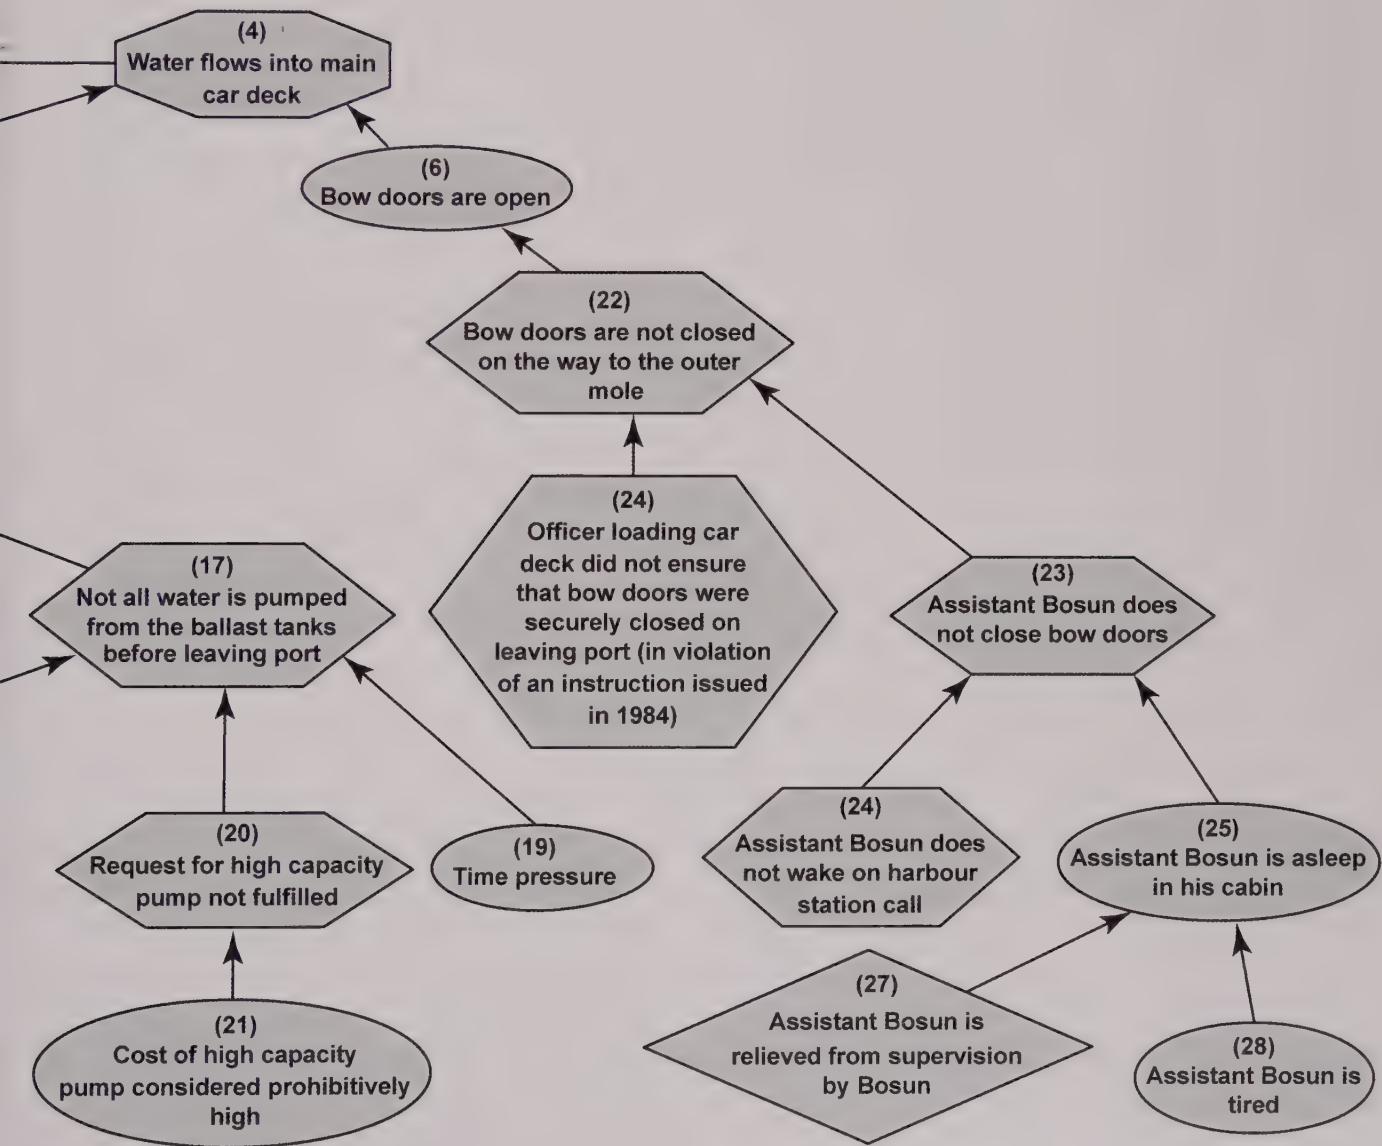 (4)
Water flows into main
car deck
(6)
Bow doors are open
(22)
Bow doors are not closed
on the way to the outer
mole
(24)
Officer loading car
deck did not ensure
that bow doors were
securely closed on
leaving port (in violation
of an instruction issued
in 1984)
(17)
Not all water is pumped
from the ballast tanks
before leaving port
(23)
Assistant Bosun does
not close bow doors
(20)
Request for high capacity
pump not fulfilled
(19)
Time pressure
(24)
Assistant Bosun does
not wake on harbour
station call
(25)
Assistant Bosun is asleep
in his cabin
(21)
Cost of high capacity
pump considered prohibitively
high
(27)
Assistant Bosun is
relieved from supervision
by Bosun
(28)
Assistant Bosun is
tired